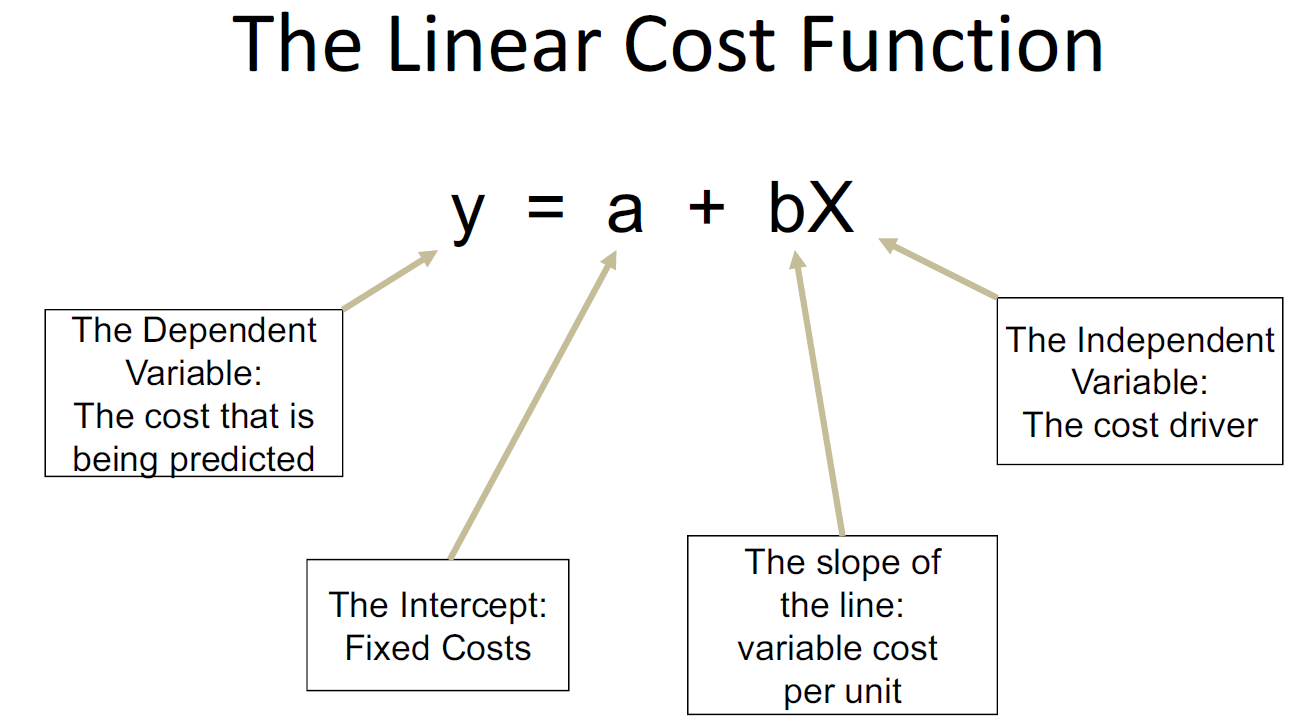 The Linear Cost Function
y = a + bX
The Dependent
Variable:
The cost that is
being predicted
The Intercept:
Fixed Costs
The slope of
the line:
variable cost
per unit
The Independent
Variable:
The cost driver